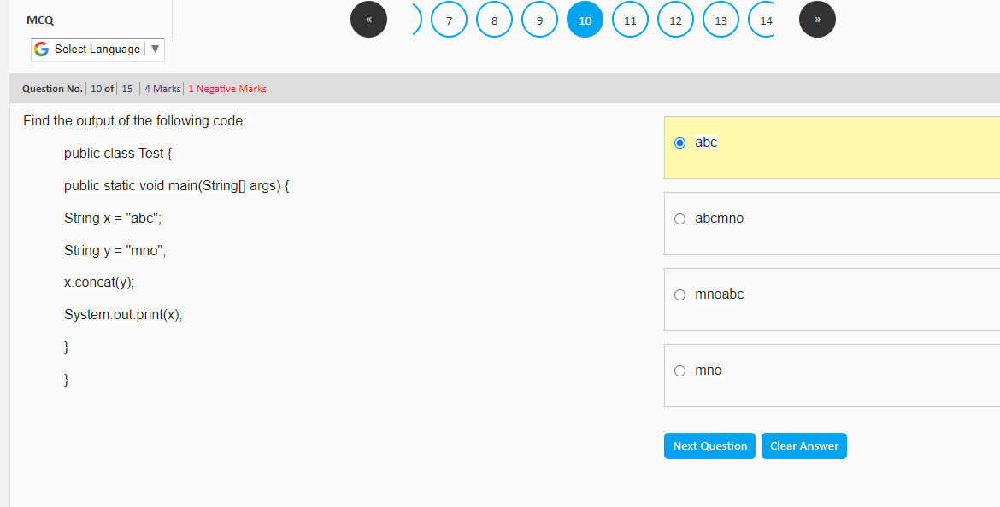 MCQ
« 7 8 9 10 11 12 13 14 »
G Select Language ▼
Question No. 10 of 15 4 Marks 1 Negative Marks
Find the output of the following code.
public class Test {
public static void main(String[] args) {
String x = "abc";
String y = "mno";
x.concat(y);
System.out.print(x);
}
}
abc
abcmno
mnoabc
mno
Next Question Clear Answer